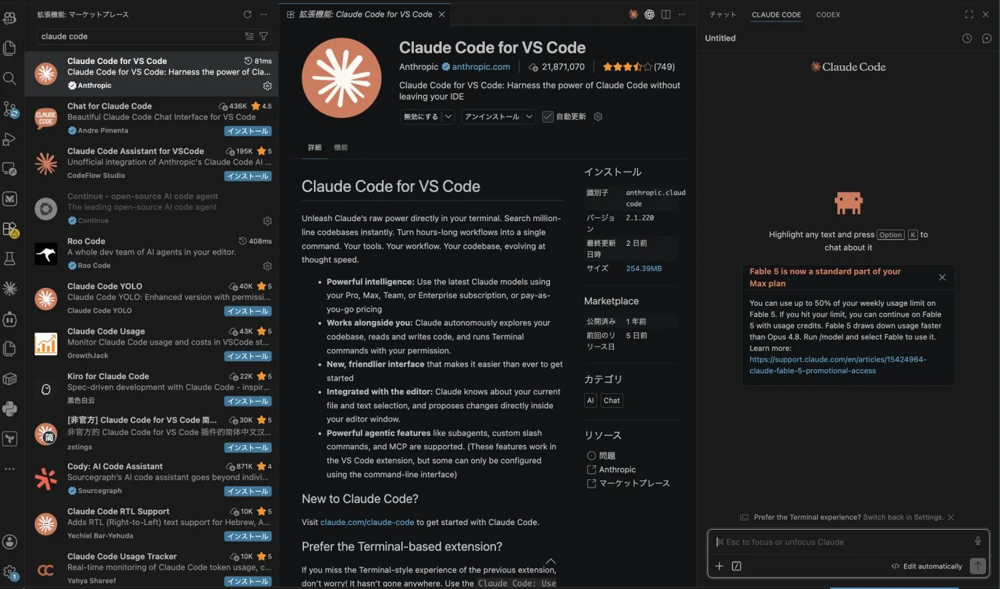 拡張機能: マーケットプレース
claude code
Claude Code for VS Code
81ms
Claude Code for VS Code: Harness the power of Cla...
Anthropic
CLAUDE
CODE
Chat for Claude Code
436K 4.5
Beautiful Claude Code Chat Interface for VS Code
Andre Pimenta
インストール
Claude Code Assistant for VSCode
195K 5
Unofficial integration of Anthropic's Claude Code AI ...
CodeFlow Studio
インストール
Continue - open-source AI code agent
The leading open-source AI code agent
Continue
Roo Code
408ms
A whole dev team of AI agents in your editor.
Roo Code
Claude Code YOLO
40K 5
Claude Code YOLO: Enhanced version with permissi...
Claude Code YOLO
インストール
Claude Code Usage
43K 5
Monitor Claude Code usage and costs in VSCode st...
GrowthJack
インストール
Kiro for Claude Code
22K 5
Spec-driven development with Claude Code - inspir...
黑色白云
インストール
[非官方] Claude Code for VS Code 简...
30K 5
非官方的 Claude Code for VS Code 插件的简体中文汉...
简
zstings
インストール
Cody: AI Code Assistant
871K 4
Sourcegraph's AI code assistant goes beyond indivi...
Sourcegraph
インストール
Claude Code RTL Support
10K 5
Adds RTL (Right-to-Left) text support for Hebrew, A...
Yechiel Bar-Yehuda
インストール
Claude Code Usage Tracker
10K 5
Real-time monitoring of Claude Code token usage, c...
CC
Yahya Shareef
インストール
1
拡張機能: Claude Code for VS Code
Claude Code for VS Code
Anthropic anthropic.com 21,871,070 (749)
Claude Code for VS Code: Harness the power of Claude Code without
leaving your IDE
無効にする アンインストール 自動更新
詳細 機能
Claude Code for VS Code
Unleash Claude's raw power directly in your terminal. Search million-
line codebases instantly. Turn hours-long workflows into a single
command. Your tools. Your workflow. Your codebase, evolving at
thought speed.
• Powerful intelligence: Use the latest Claude models using
your Pro, Max, Team, or Enterprise subscription, or pay-as-
you-go pricing
• Works alongside you: Claude autonomously explores your
codebase, reads and writes code, and runs Terminal
commands with your permission.
• New, friendlier interface that makes it easier than ever to get
started
• Integrated with the editor: Claude knows about your current
file and text selection, and proposes changes directly inside
your editor window.
• Powerful agentic features like subagents, custom slash
commands, and MCP are supported. (These features work in
the VS Code extension, but some can only be configured
using the command-line interface)
New to Claude Code?
Visit claude.com/claude-code to get started with Claude Code.
Prefer the Terminal-based extension?
If you miss the Terminal-style experience of the previous extension,
don't worry! It hasn't gone anywhere. Use the Claude Code: Use
インストール
識別子 anthropic.claud
code
バージョ 2.1.220
ン
最終更新 2 日前
日時
サイズ 254.39MB
Marketplace
公開済み 1 年前
前回のリ 5 日前
リース日
カテゴリ
AI Chat
リソース
問題
Anthropic
マーケットプレース
チャット CLAUDE CODE CODEX
Untitled
Claude Code
Highlight any text and press Option K to
chat about it
Fable 5 is now a standard part of your
Max plan
You can use up to 50% of your weekly usage limit on
Fable 5. If you hit your limit, you can continue on Fable
5 with usage credits. Fable 5 draws down usage faster
than Opus 4.8. Run /model and select Fable to use it.
Learn more:
https://support.claude.com/en/articles/15424964-
claude-fable-5-promotional-access
Prefer the Terminal experience? Switch back in Settings.
⌘ Esc to focus or unfocus Claude
Edit automatically